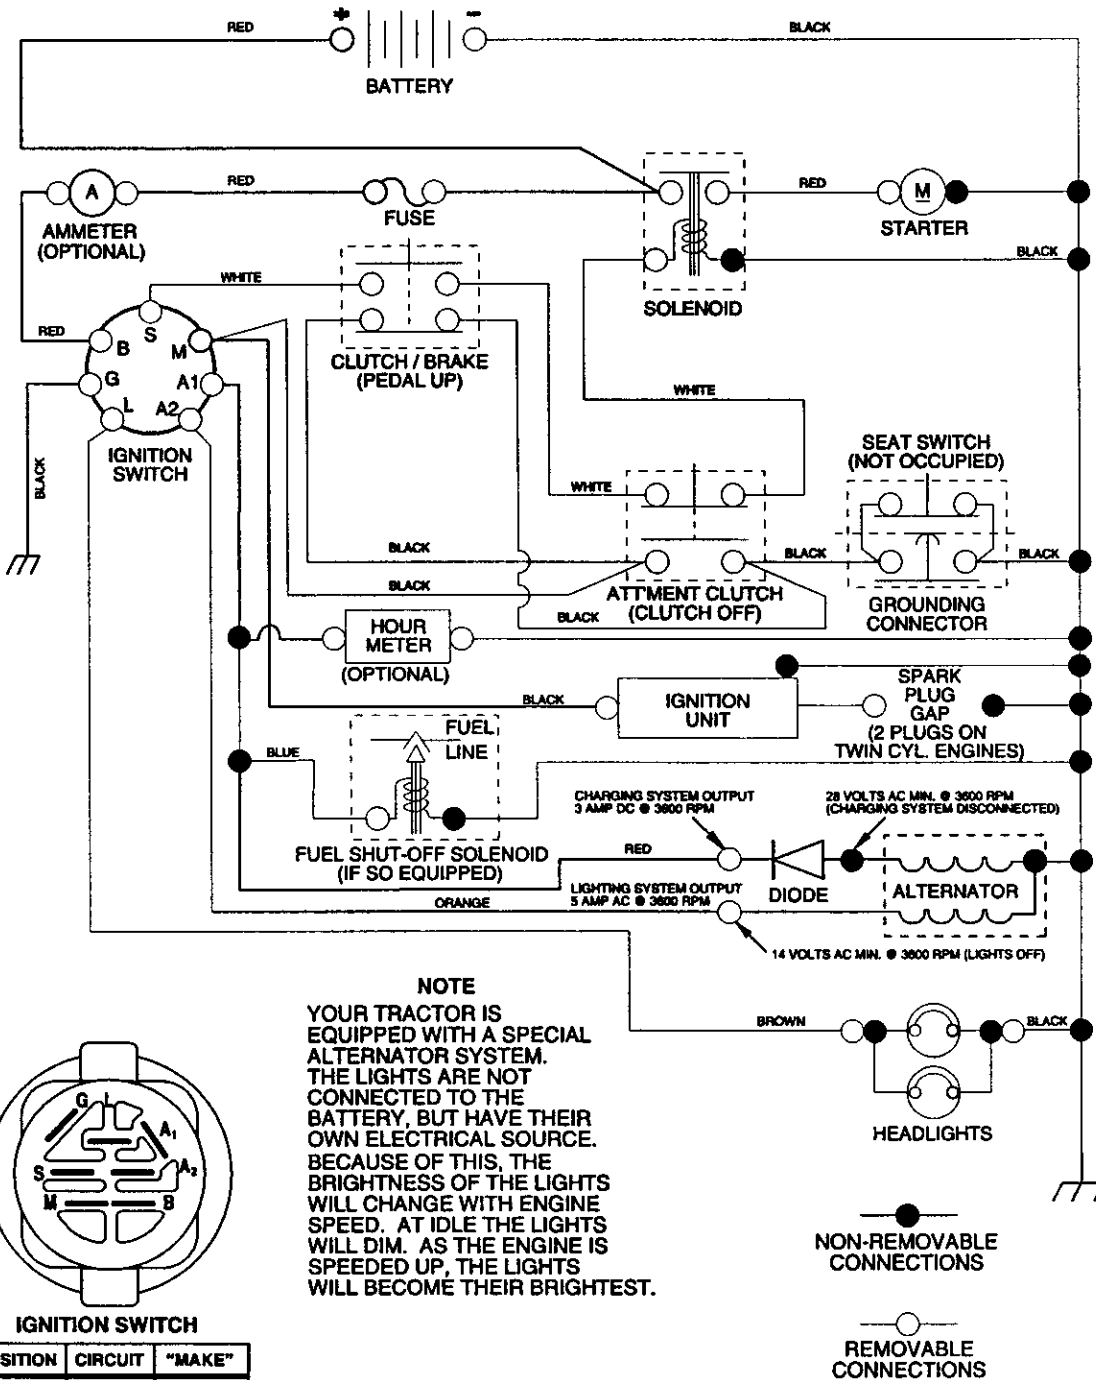 + -
RED
BLACK
BATTERY
A
RED
FUSE
RED
M
STARTER
AMMETER
(OPTIONAL)
BLACK
SOLENOID
WHITE
S
RED
B
M
G
A1
L
A2
CLUTCH / BRAKE
(PEDAL UP)
IGNITION
SWITCH
BLACK
WHITE
SEAT SWITCH
(NOT OCCUPIED)
WHITE
BLACK
BLACK
BLACK
BLACK
ATT'MENT CLUTCH
(CLUTCH OFF)
BLACK
GROUNDING
CONNECTOR
HOUR
METER
(OPTIONAL)
BLACK
IGNITION
UNIT
SPARK
PLUG
GAP
(2 PLUGS ON
TWIN CYL. ENGINES)
FUEL
LINE
BLUE
CHARGING SYSTEM OUTPUT
3 AMP DC @ 3600 RPM
28 VOLTS AC MIN. @ 3600 RPM
(CHARGING SYSTEM DISCONNECTED)
FUEL SHUT-OFF SOLENOID
(IF SO EQUIPPED)
RED
DIODE
ALTERNATOR
LIGHTING SYSTEM OUTPUT
5 AMP AC @ 3600 RPM
ORANGE
14 VOLTS AC MIN. @ 3600 RPM (LIGHTS OFF)
NOTE
YOUR TRACTOR IS
EQUIPPED WITH A SPECIAL
ALTERNATOR SYSTEM.
THE LIGHTS ARE NOT
CONNECTED TO THE
BATTERY, BUT HAVE THEIR
OWN ELECTRICAL SOURCE.
BECAUSE OF THIS, THE
BRIGHTNESS OF THE LIGHTS
WILL CHANGE WITH ENGINE
SPEED. AT IDLE THE LIGHTS
WILL DIM. AS THE ENGINE IS
SPEEDED UP, THE LIGHTS
WILL BECOME THEIR BRIGHTEST.
BROWN
BLACK
HEADLIGHTS
G
L
A1
S
A2
M
B
IGNITION SWITCH
SITION CIRCUIT "MAKE"
NON-REMOVABLE
CONNECTIONS
REMOVABLE
CONNECTIONS